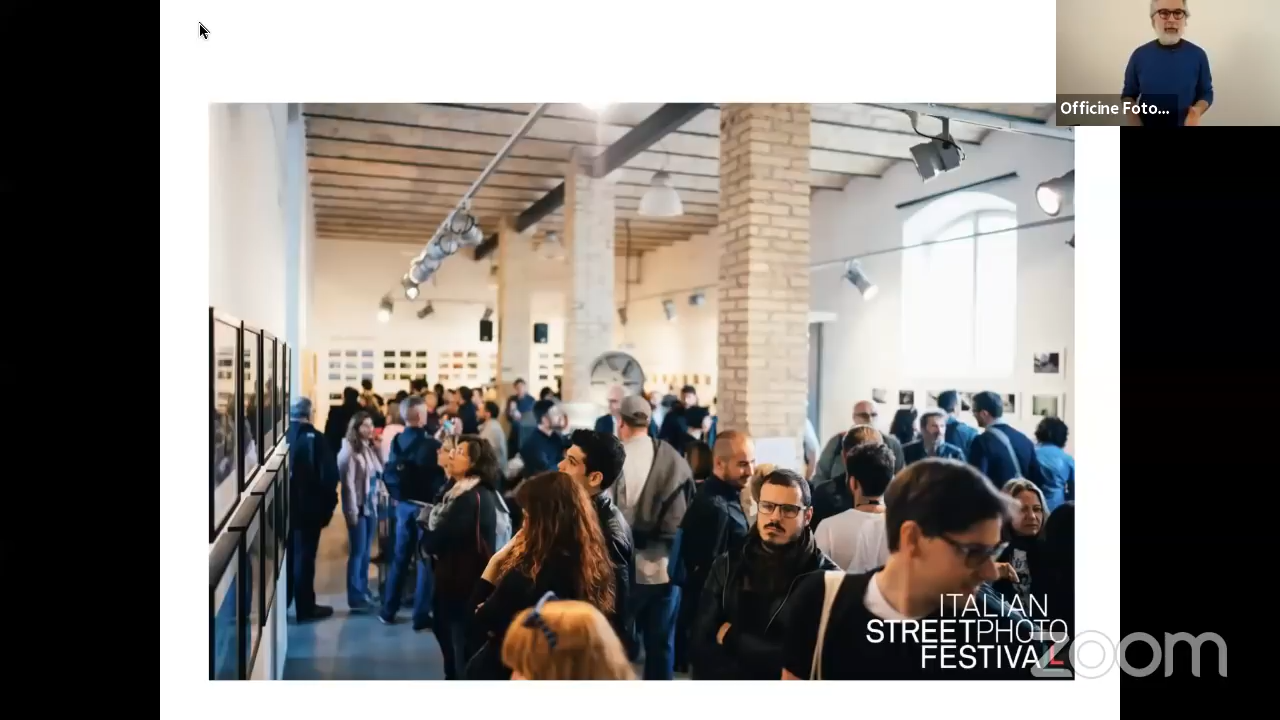 Officine Foto...
ITALIAN
STREETPHOTO
FESTIVAL
zoom